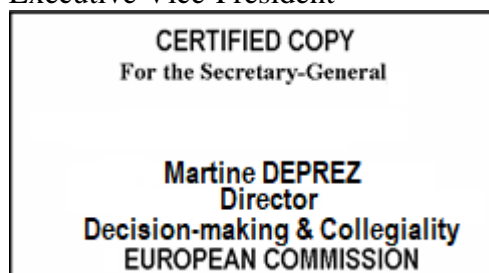 Executive Vice-President
CERTIFIED COPY
For the Secretary-General
Martine DEPREZ
Director
Decision-making & Collegiality
EUROPEAN COMMISSION